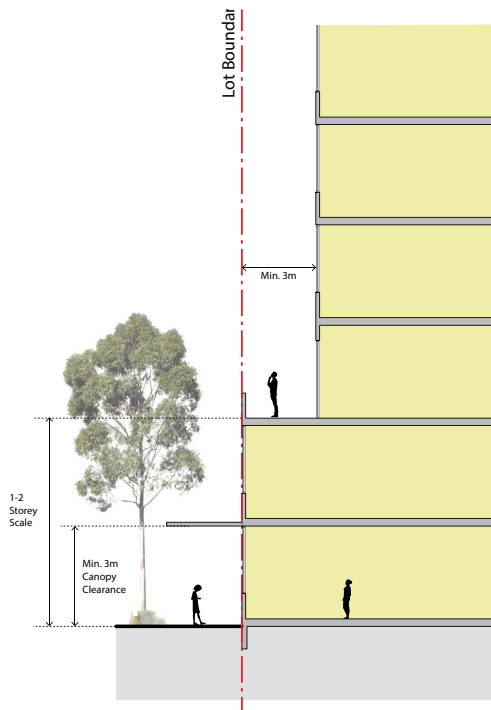 Lot Boundar
Min. 3m
1-2
Storey
Scale
Min. 3m
Canopy
Clearance